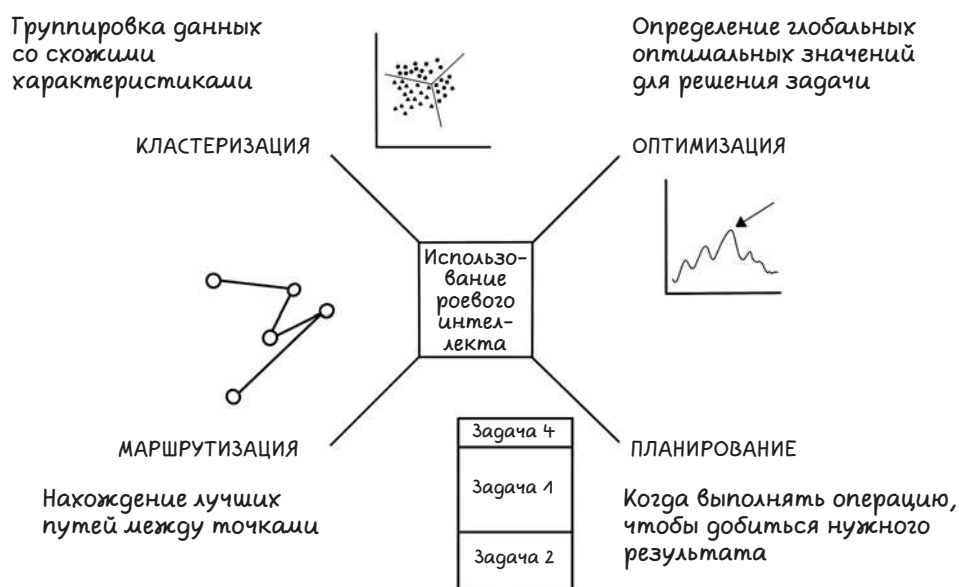 Группировка данных
со схожими
характеристиками
Определение глобальных
оптимальных значений
для решения задачи
КЛАСТЕРИЗАЦИЯ
ОПТИМИЗАЦИЯ
Использо-
вание
роевого
интел-
лекта
МАРШРУТИЗАЦИЯ
Нахождение лучших
путей между точками
Задача 4
Задача 1
Задача 2
ПЛАНИРОВАНИЕ
Когда выполнять операцию,
чтобы добиться нужного
результата